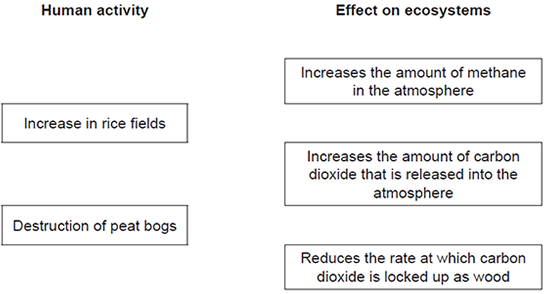 Human activity
Effect on ecosystems
Increases the amount of methane
in the atmosphere
Increase in rice fields
Increases the amount of carbon
dioxide that is released into the
atmosphere
Destruction of peat bogs
Reduces the rate at which carbon
dioxide is locked up as wood